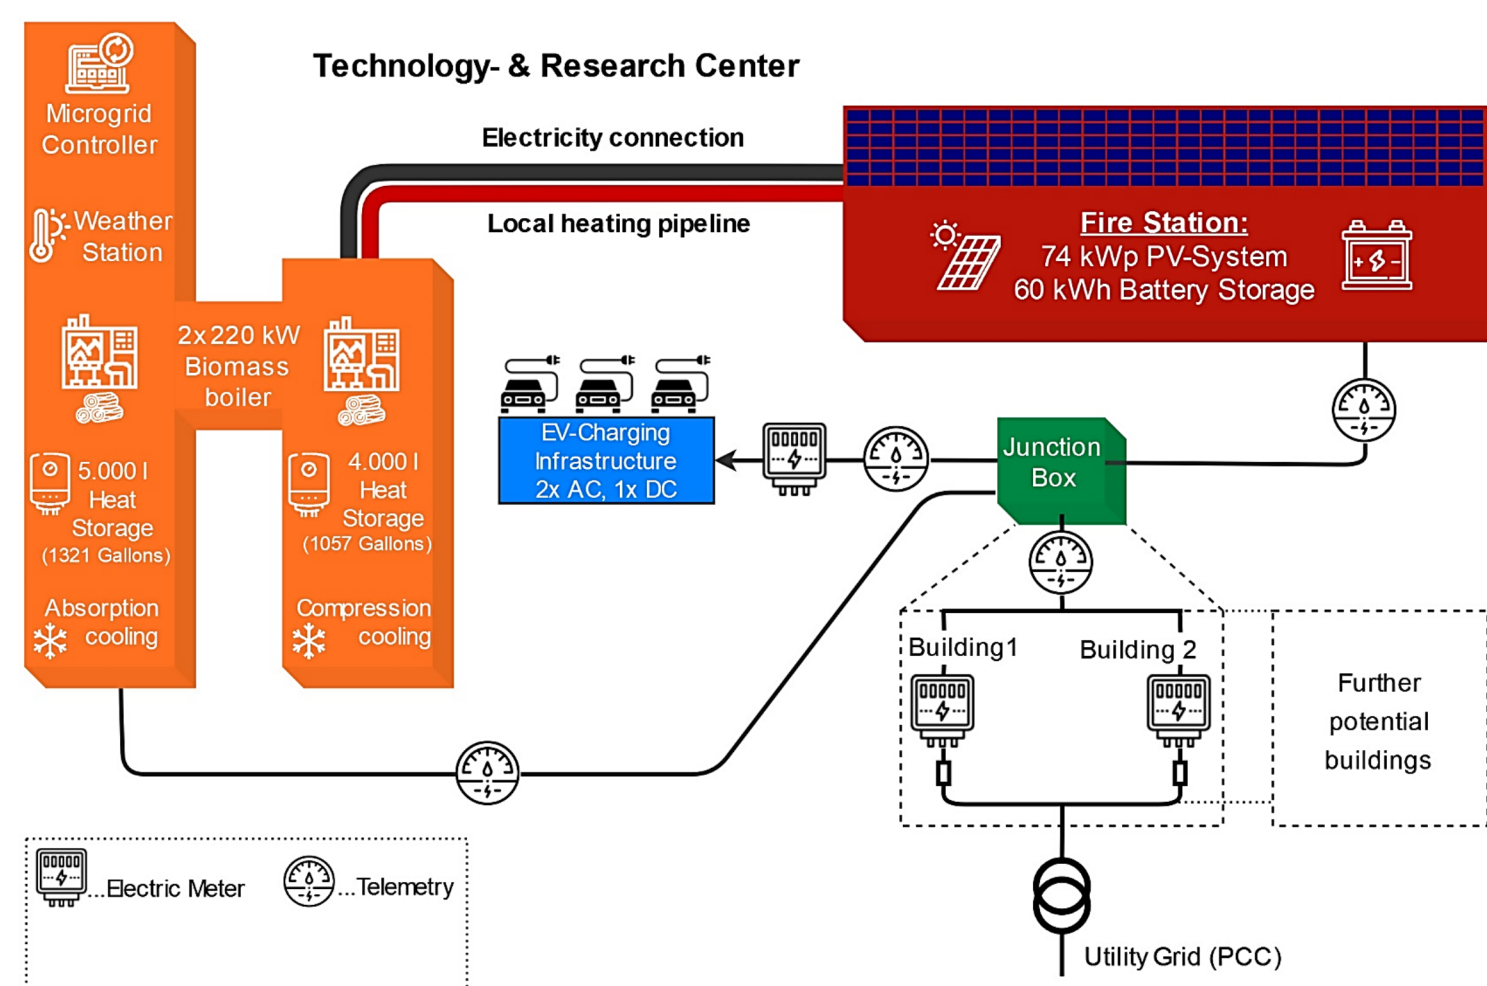 Technology- & Research Center
Microgrid
Controller
Weather
Station
2x 220 kW
Biomass
boiler
5.000 l
Heat
Storage
(1321 Gallons)
4.000 l
Heat
Storage
(1057 Gallons)
Absorption
cooling
Compression
cooling
Electricity connection
Local heating pipeline
Fire Station:
74 kWp PV-System
60 kWh Battery Storage
EV-Charging
Infrastructure
2x AC, 1x DC
Junction
Box
Building1
Building 2
Further
potential
buildings
...Electric Meter
...Telemetry
Utility Grid (PCC)